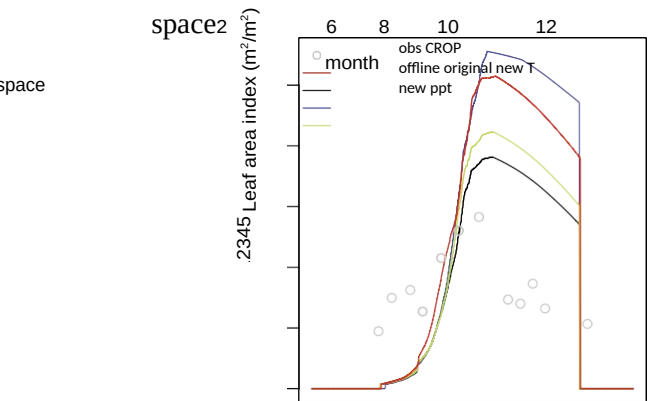 space2
6 8 10 12
space
month
obs CROP
offline original new T
new ppt
.2345 Leaf area index (m²/m²)